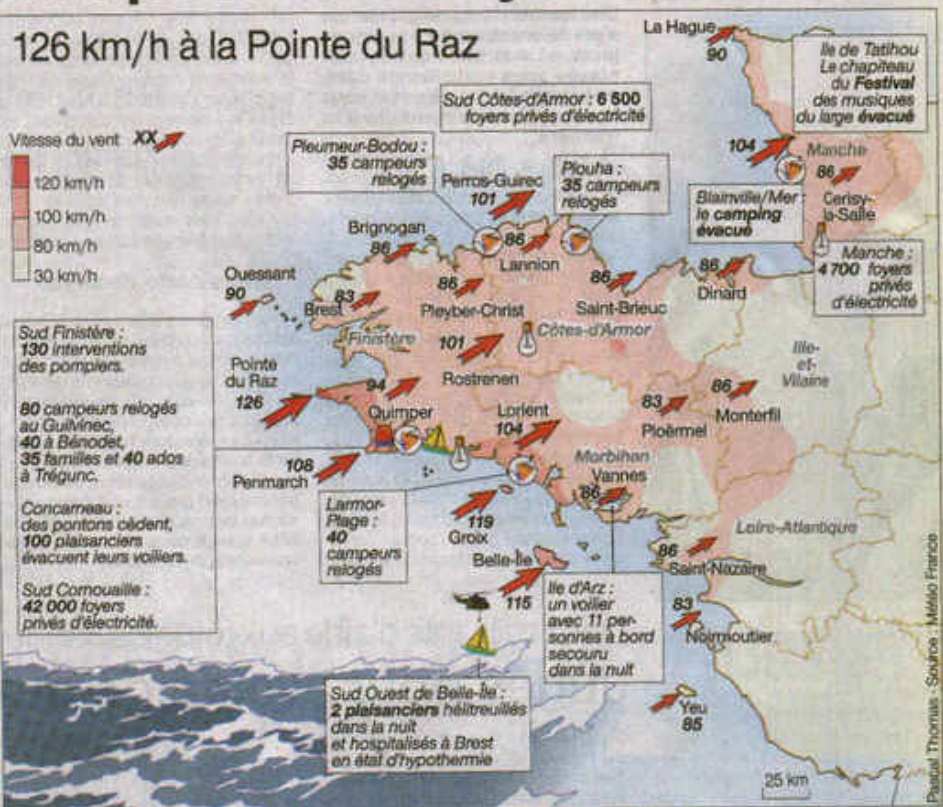 126 km/h à la Pointe du Raz
Vitesse du vent XX
120 km/h
100 km/h
80 km/h
30 km/h
La Hague
90
Ile de Tatihou
Le chapiteau
du Festival
des musiques
du large évacué
Sud Côtes-d'Armor : 6 500
foyers privés d'électricité
Pleumeur-Bodou :
35 campeurs
relogés
Perros-Guirec
101
Plouha :
35 campeurs
relogés
104
Manche
86
Blainville/Mer :
le camping
évacué
Cerisy-
la-Salle
Manche :
4 700 foyers
privés
d'électricité
Brignogan
86
86
Lannion
Ouessant
90
Brest
83
86
Pleyber-Christ
86
Saint-Brieuc
86
Dinard
Finistère
Côtes-d'Armor
101
Rostrenen
Ille-
et-
Vilaine
Sud Finistère :
130 interventions
des pompiers.
80 campeurs relogés
au Guilvinec,
40 à Bénodet,
35 familles et 40 ados
à Trégunc.
Concarneau :
des pontons cèdent,
100 plaisanciers
évacuent leurs voiliers.
Sud Cornouaille :
42 000 foyers
privés d'électricité.
Pointe
du Raz
126
94
Quimper
Lorient
104
83
Ploërmel
86
Monterfil
108
Penmarch
Morbihan
Vannes
86
Larmor-
Plage :
40
campeurs
relogés
119
Groix
Loire-Atlantique
86
Saint-Nazaire
Belle-Île
115
Ile d'Arz :
un voilier
avec 11 per-
sonnes à bord
secouru
dans la nuit
83
Noirmoutier
Sud Ouest de Belle-Île :
2 plaisanciers hélitreuillés
dans la nuit
et hospitalisés à Brest
en état d'hypothermie
Yeu
85
25 km
Pascal Thomas - Source : Météo France